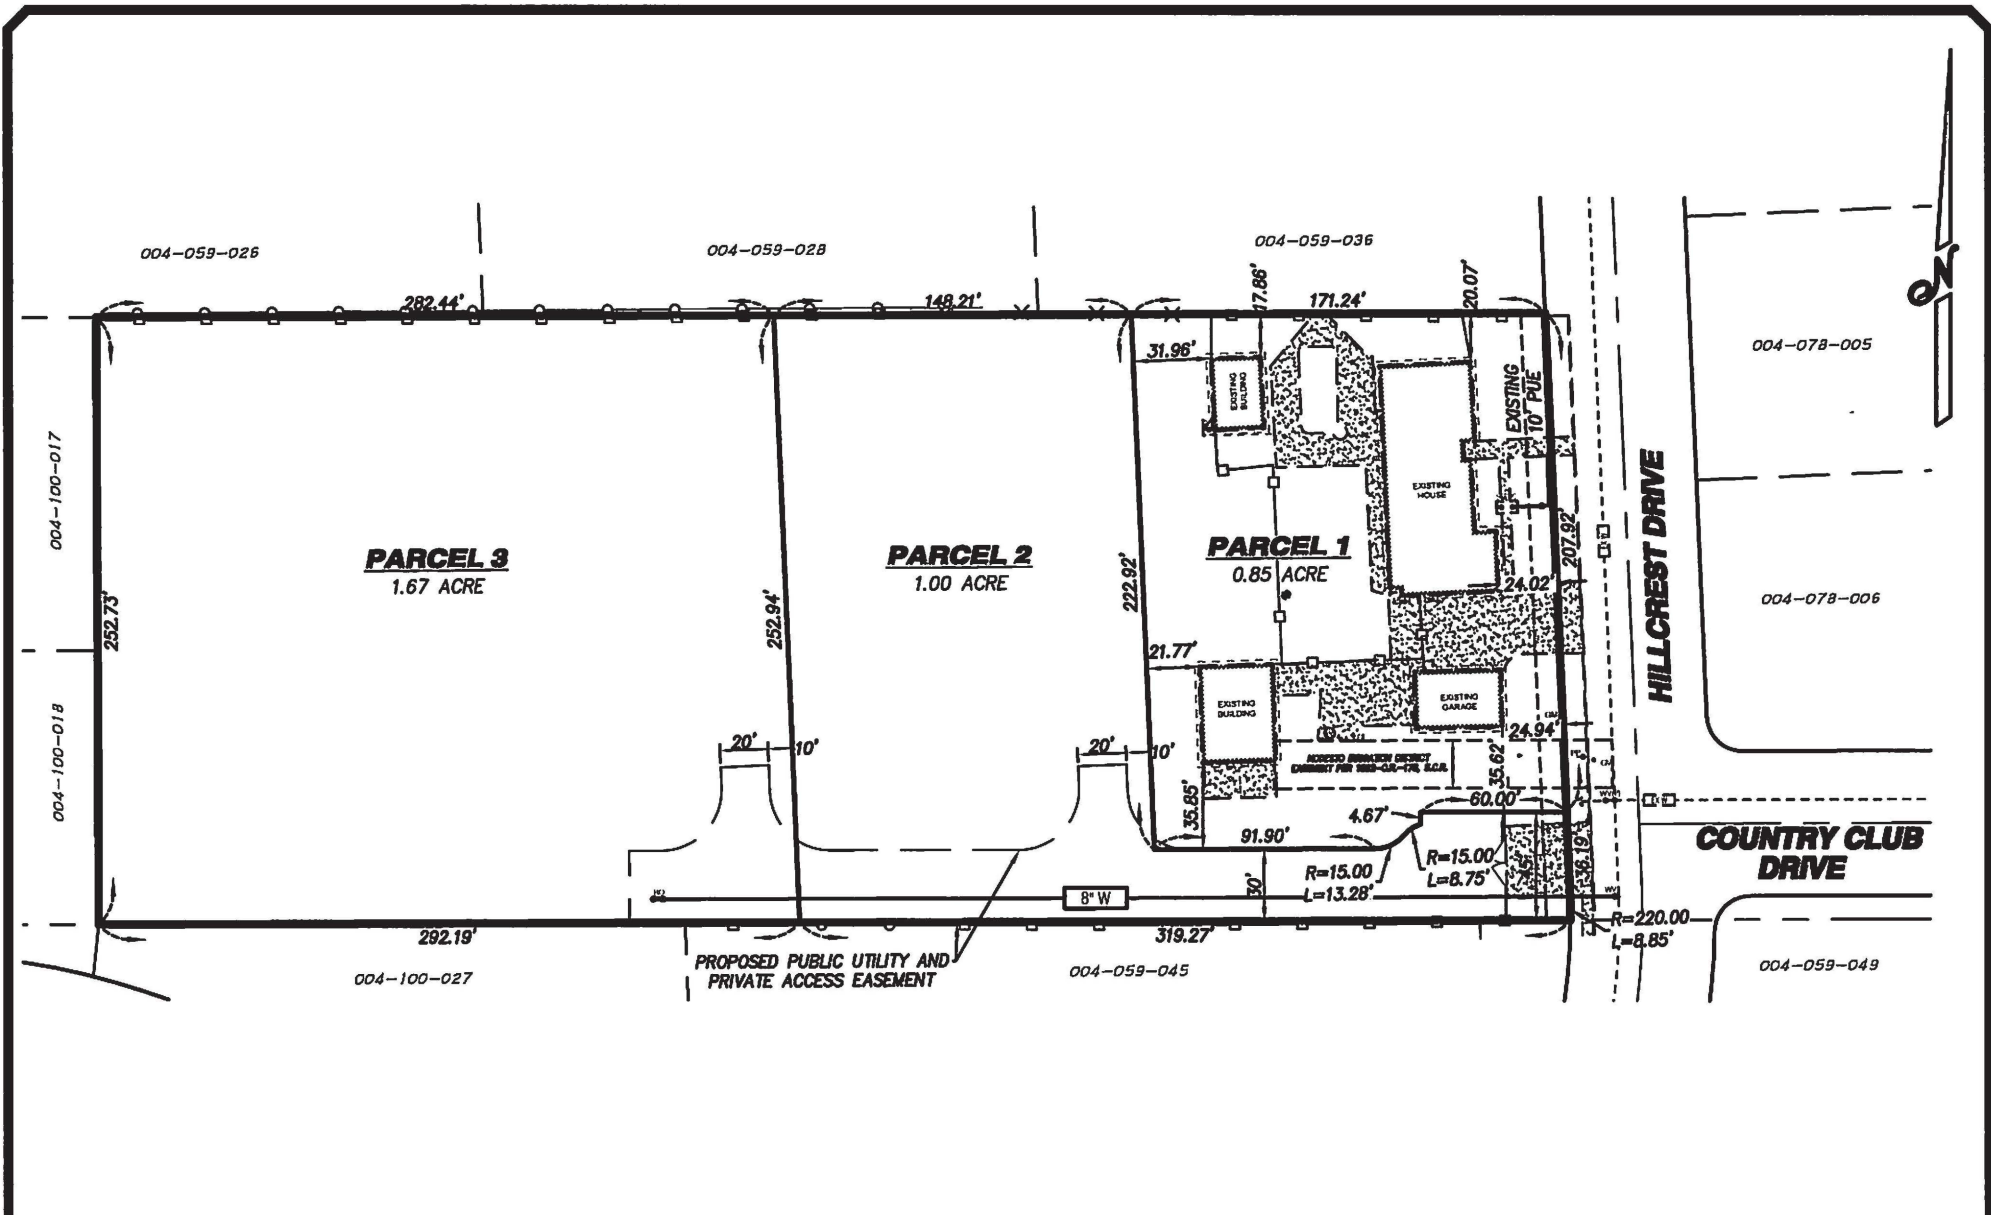 004-059-026
004-059-028
004-059-036
282.44'
148.21'
171.24'
17.86'
20.07'
N
004-078-005
31.96'
EXISTING
BUILDING
EXISTING
10' PUE
004-100-017
EXISTING
HOUSE
HILLCREST DRIVE
207.92'
PARCEL 3
1.67 ACRE
PARCEL 2
1.00 ACRE
PARCEL 1
0.85 ACRE
24.02'
004-078-006
252.73'
252.94'
222.92'
21.77'
004-100-018
EXISTING
BUILDING
EXISTING
GARAGE
24.94'
20'
10'
20'
10'
MODESTO IRRIGATION DISTRICT
35.62'
35.85'
60.00'
4.67'
91.90'
COUNTRY CLUB
DRIVE
R=15.00
L=13.28'
R=15.00
L=8.75'
45'
36.19'
30'
8" W
R=220.00
L=8.85'
292.19'
319.27'
PROPOSED PUBLIC UTILITY AND
PRIVATE ACCESS EASEMENT
004-100-027
004-059-045
004-059-049